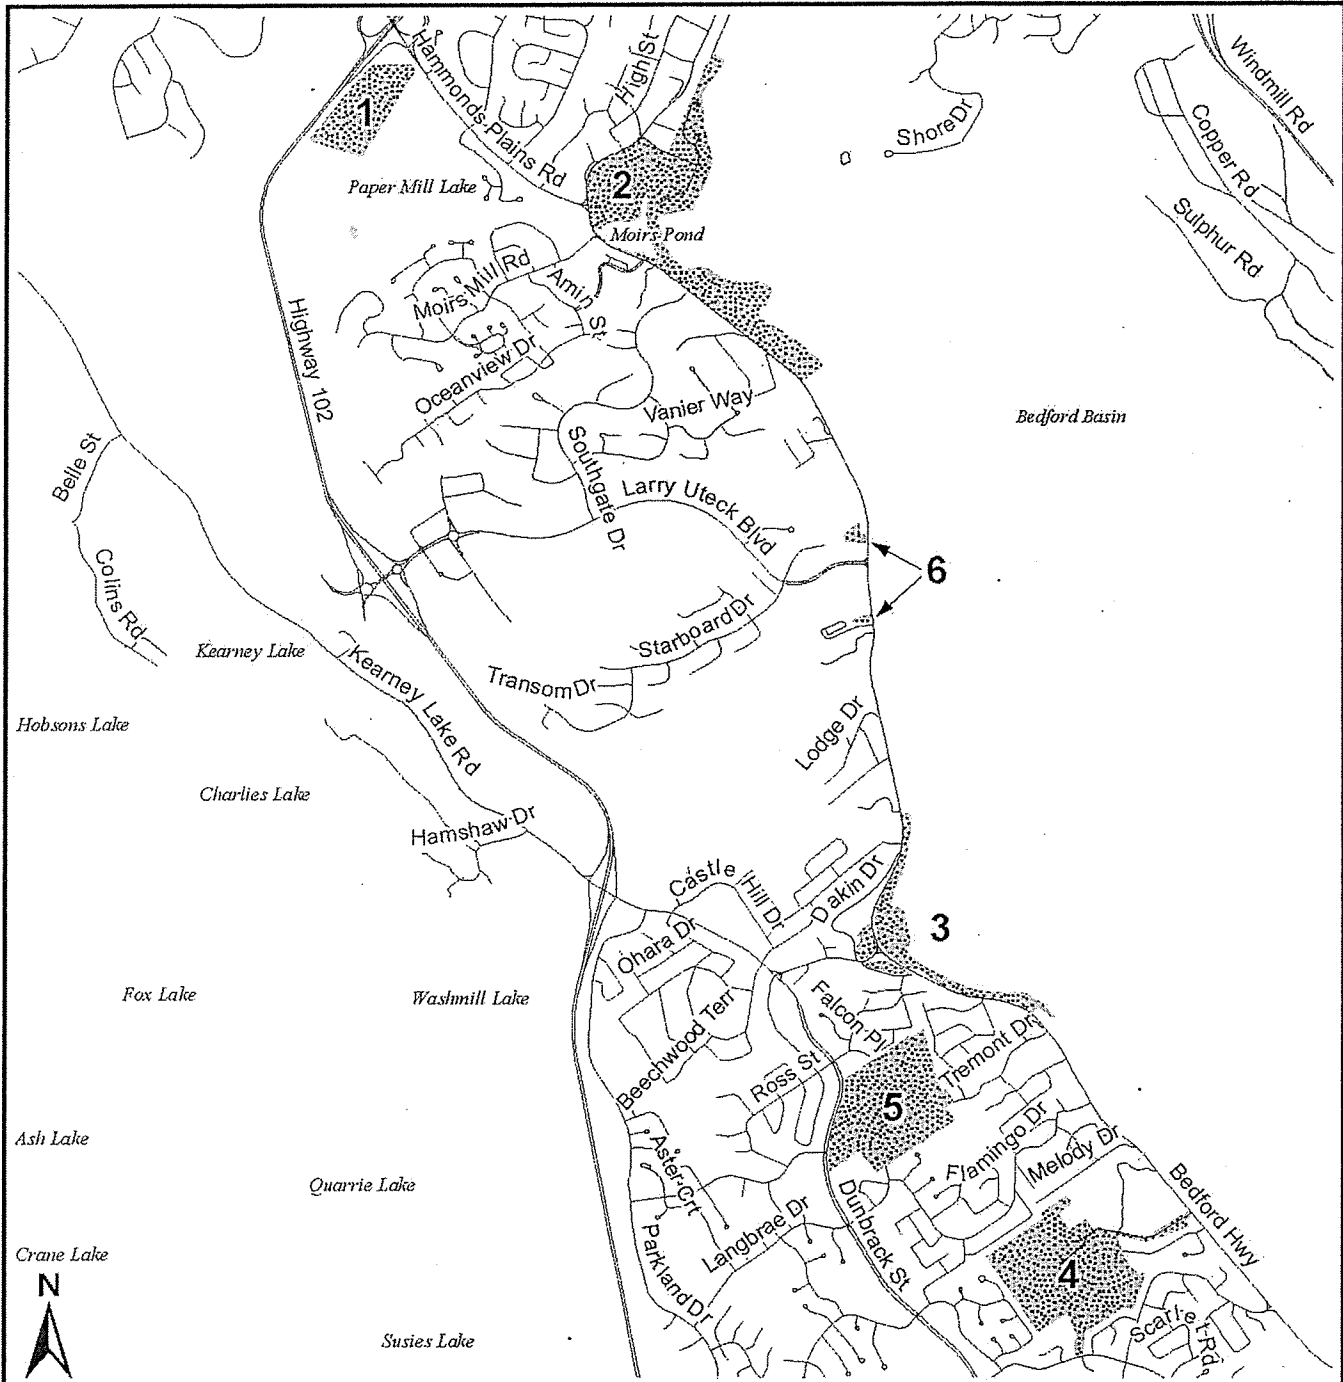 Hammonds Plains Rd
High St
Windmill Rd
1
Shore Dr
Copper Rd
Paper Mill Lake
2
Sulphur Rd
Moirs Pond
Moirs Mill Rd
Amin St
Highway 102
Oceanview Dr
Vanier Way
Bedford Basin
Belle St
Southgate Dr
Larry Uteck Blvd
6
Colins Rd
Starboard Dr
Kearney Lake
Kearney Lake Rd
Transom Dr
Hobsons Lake
Lodge Dr
Charlies Lake
Hamshaw Dr
Castle Hill Dr
Dakin Dr
3
Ohara Dr
Fox Lake
Washmill Lake
Falcon Pl
Beechwood Terr
Tremont Dr
Ross St
5
Ash Lake
Aster Crt
Flamingo Dr
Melody Dr
Quarrie Lake
Dunbrack St
Bedford Hwy
Langbrae Dr
Crane Lake
Parkland Dr
4
N
Susies Lake
Scarlet Rd